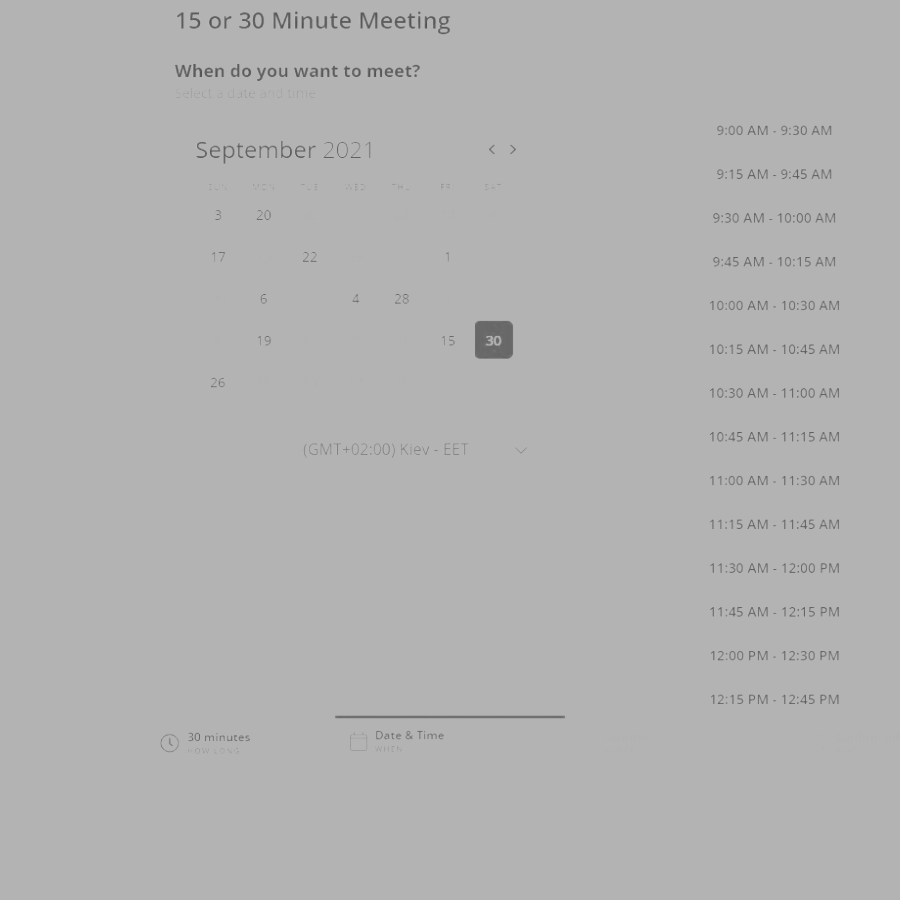 15 or 30 Minute Meeting
When do you want to meet?
Select a date and time
September 2021
SUN MON TUE WED THU FRI SAT
3 20
17 22 1
6 4 28
19 15 30
26
(GMT+02:00) Kiev - EET
9:00 AM - 9:30 AM
9:15 AM - 9:45 AM
9:30 AM - 10:00 AM
9:45 AM - 10:15 AM
10:00 AM - 10:30 AM
10:15 AM - 10:45 AM
10:30 AM - 11:00 AM
10:45 AM - 11:15 AM
11:00 AM - 11:30 AM
11:15 AM - 11:45 AM
11:30 AM - 12:00 PM
11:45 AM - 12:15 PM
12:00 PM - 12:30 PM
12:15 PM - 12:45 PM
30 minutes
HOW LONG
Date & Time
WHEN